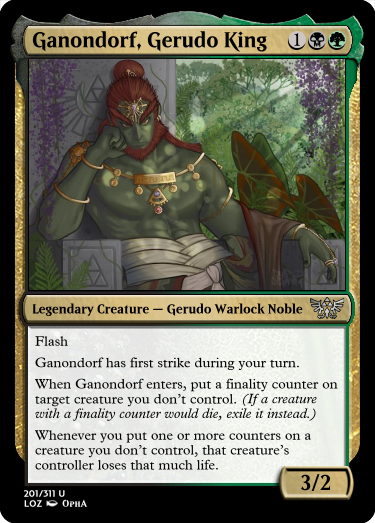 Ganondorf, Gerudo King 1
Legendary Creature — Gerudo Warlock Noble
Flash
Ganondorf has first strike during your turn.
When Ganondorf enters, put a finality counter on
target creature you don't control. (If a creature
with a finality counter would die, exile it instead.)
Whenever you put one or more counters on a
creature you don't control, that creature's
controller loses that much life.
3/2
201/311 U
LOZ OphA